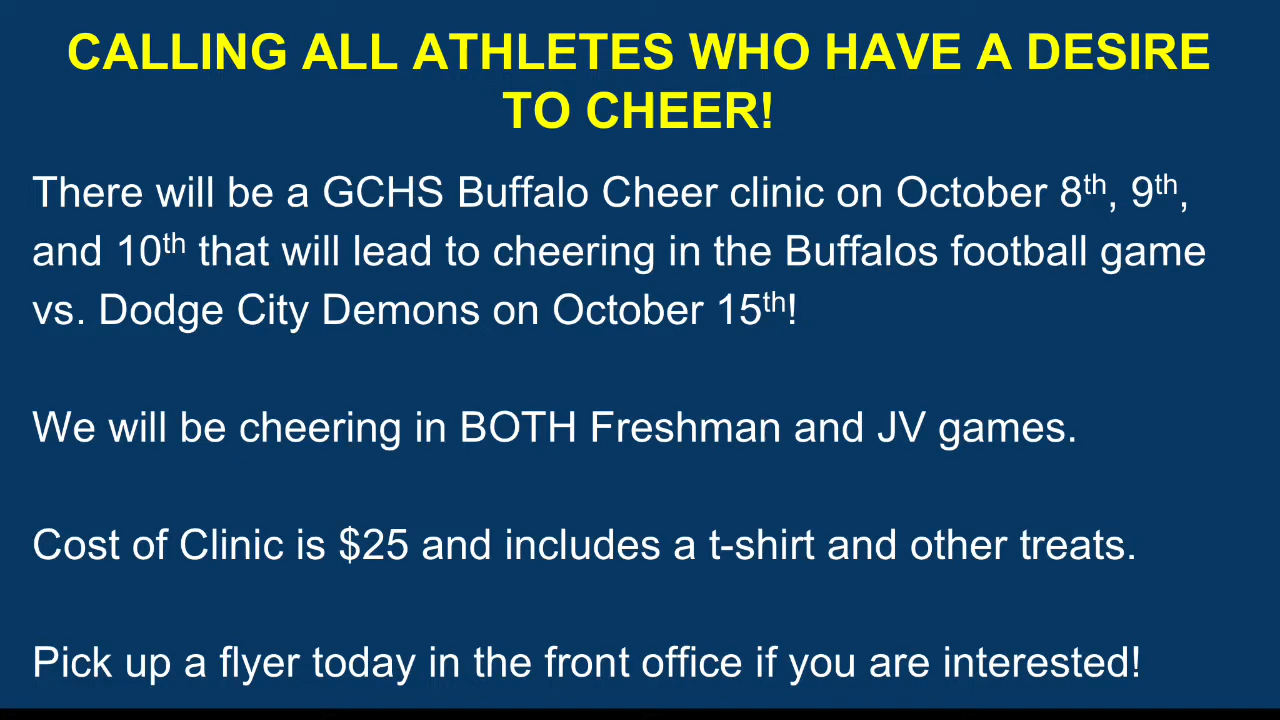 CALLING ALL ATHLETES WHO HAVE A DESIRE
TO CHEER!
There will be a GCHS Buffalo Cheer clinic on October 8th, 9th,
and 10th that will lead to cheering in the Buffalos football game
vs. Dodge City Demons on October 15th!
We will be cheering in BOTH Freshman and JV games.
Cost of Clinic is $25 and includes a t-shirt and other treats.
Pick up a flyer today in the front office if you are interested!